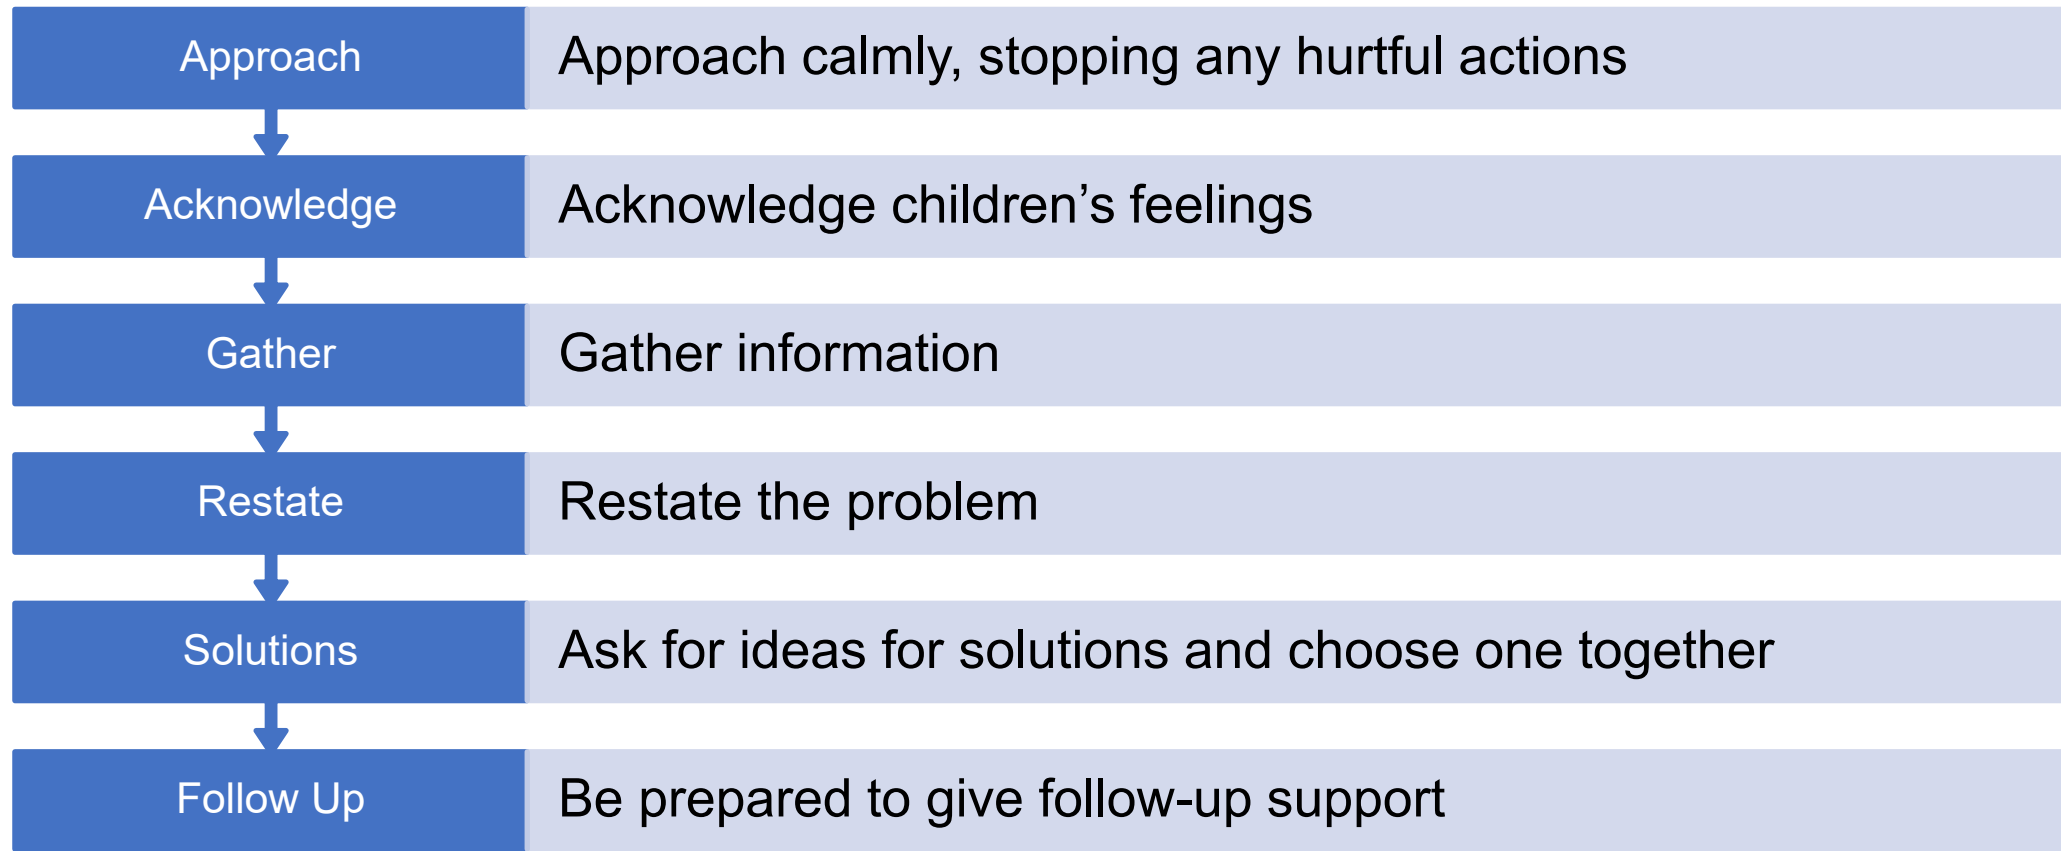 Approach
Approach calmly, stopping any hurtful actions
Acknowledge
Acknowledge children’s feelings
Gather
Gather information
Restate
Restate the problem
Solutions
Ask for ideas for solutions and choose one together
Follow Up
Be prepared to give follow-up support